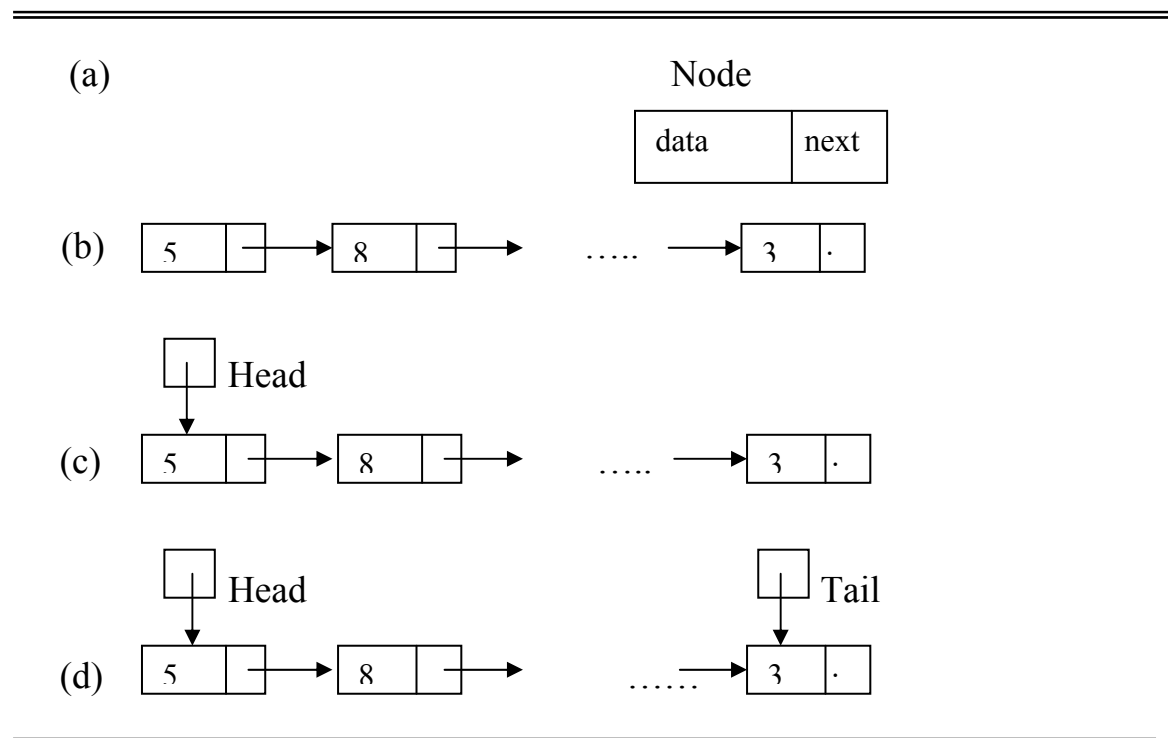 (a) Node
data next
(b) 5 8 ..... 3 .
Head
(c) 5 8 ..... 3 .
Head Tail
(d) 5 8 ...... 3 .